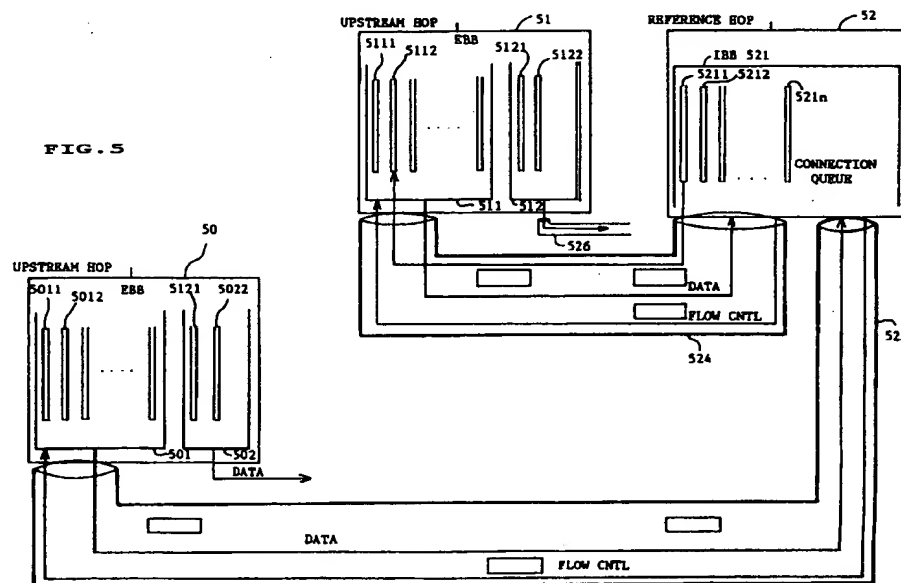 UPSTREAM HOP
51
REFERENCE HOP
52
EBB
5111
5112
5121
5122
IBB 521
5211
5212
521n
FIG.5
CONNECTION
QUEUE
511
512
526
50
UPSTREAM HOP
EBB
5011
5012
5121
5022
DATA
FLOW CNTL
524
52
501
502
DATA
DATA
FLOW CNTL